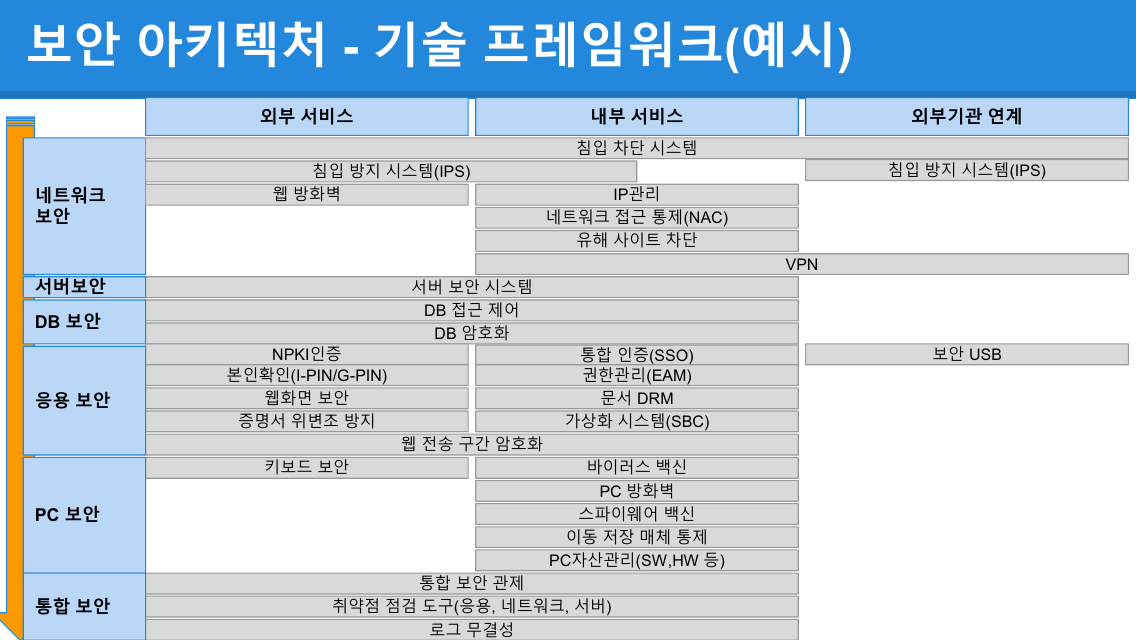 보안 아키텍처 - 기술 프레임워크(예시)
외부 서비스
내부 서비스
외부기관 연계
네트워크
보안
침입 차단 시스템
침입 방지 시스템(IPS)
침입 방지 시스템(IPS)
웹 방화벽
IP관리
네트워크 접근 통제(NAC)
유해 사이트 차단
VPN
서버보안
서버 보안 시스템
DB 보안
DB 접근 제어
DB 암호화
응용 보안
NPKI인증
통합 인증(SSO)
보안 USB
본인확인(I-PIN/G-PIN)
권한관리(EAM)
웹화면 보안
문서 DRM
증명서 위변조 방지
가상화 시스템(SBC)
웹 전송 구간 암호화
PC 보안
키보드 보안
바이러스 백신
PC 방화벽
스파이웨어 백신
이동 저장 매체 통제
PC자산관리(SW,HW 등)
통합 보안
통합 보안 관제
취약점 점검 도구(응용, 네트워크, 서버)
로그 무결성